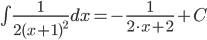 ∫ 1/(2(x+1)²) dx = − 1/(2·x+2) + C